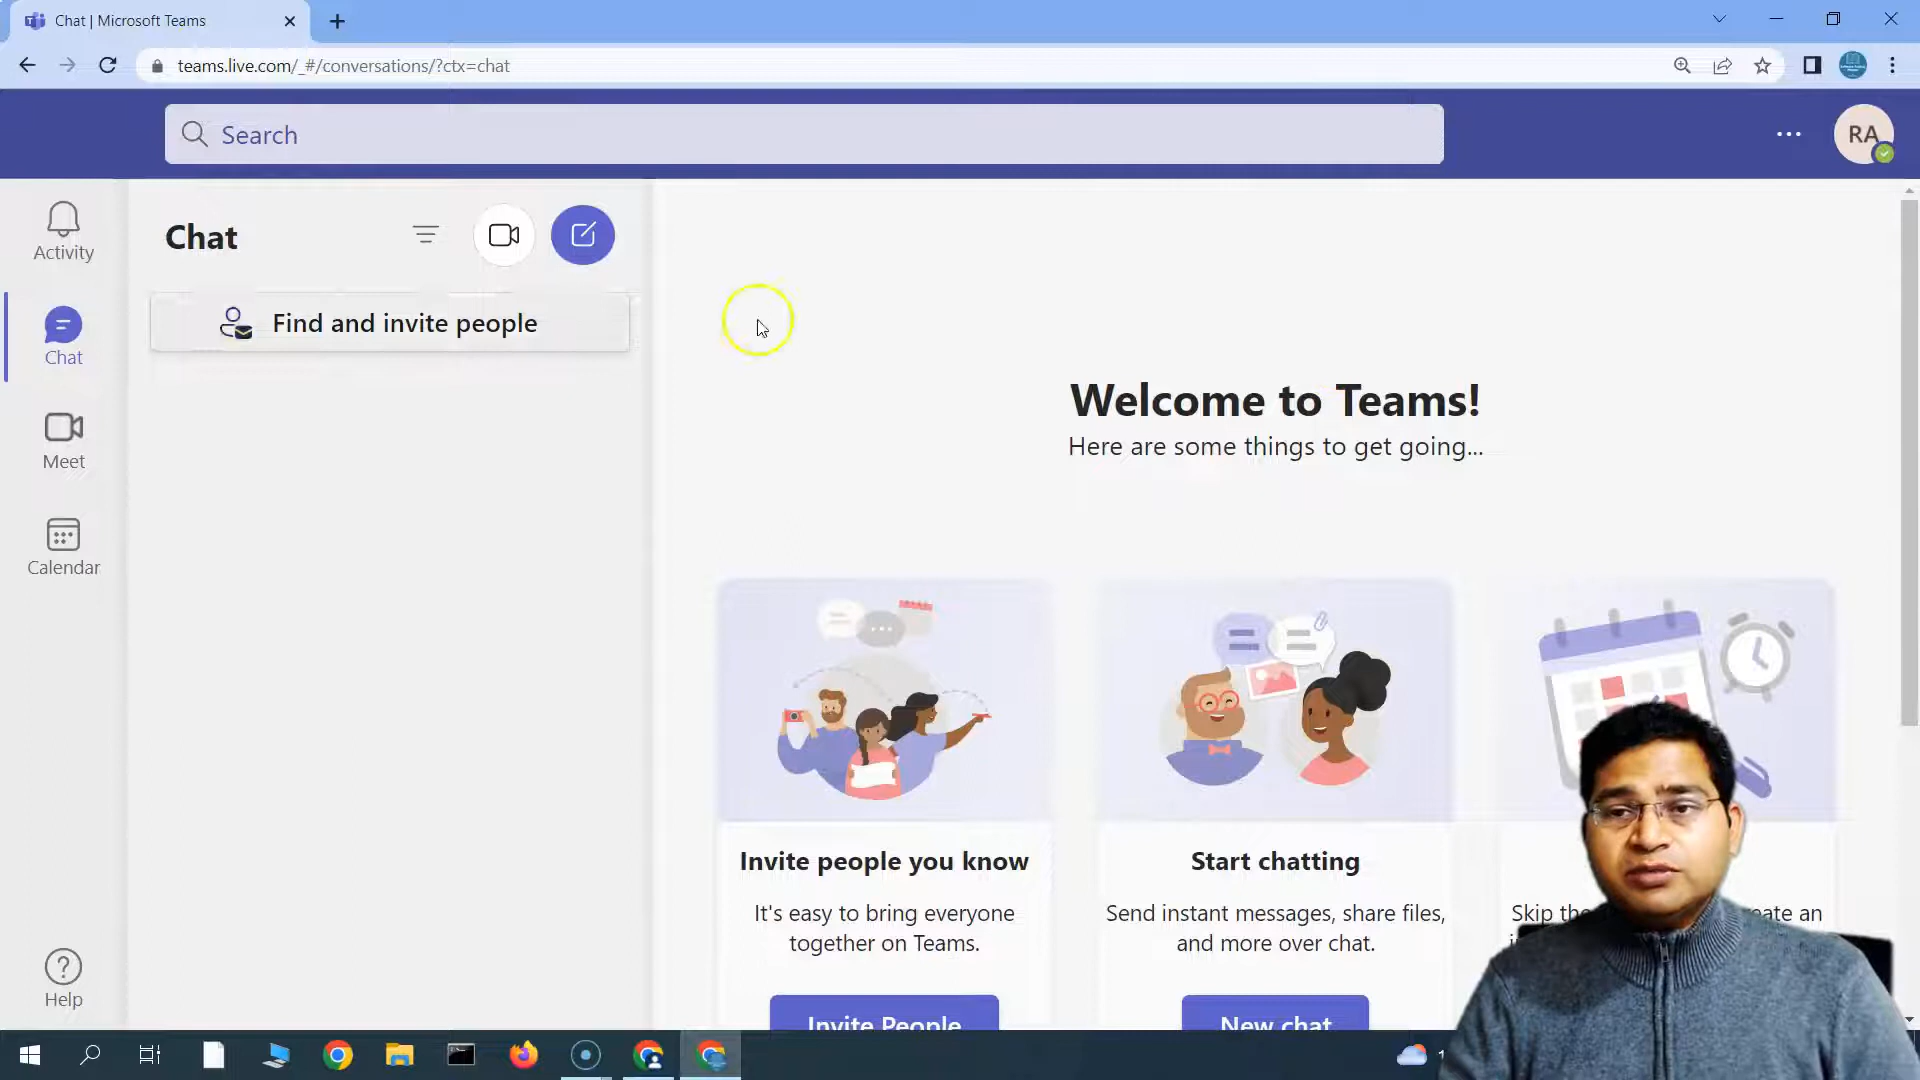 Chat | Microsoft Teams
teams.live.com/_#/conversations/?ctx=chat
Search
RA
Activity
Chat
Meet
Calendar
Help
Chat
Find and invite people
Welcome to Teams!
Here are some things to get going...
Invite people you know
It's easy to bring everyone
together on Teams.
Invite People
Start chatting
Send instant messages, share files,
and more over chat.
New chat
Skip the
an